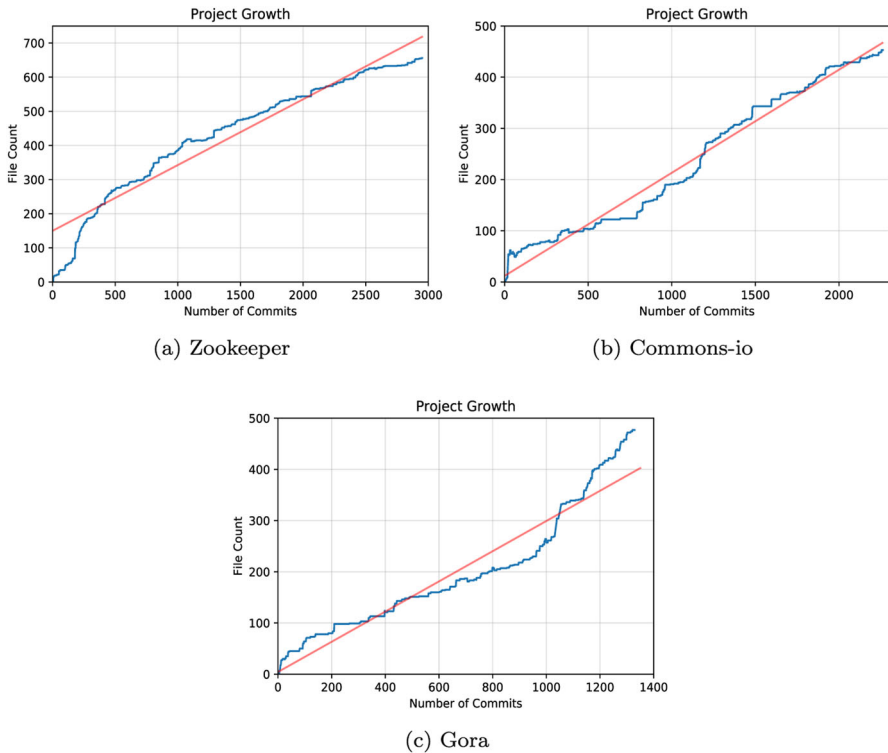 Project Growth
700
600
500
400
300
200
100
0
File Count
0 500 1000 1500 2000 2500 3000
Number of Commits
(a) Zookeeper
Project Growth
500
400
300
200
100
0
File Count
0 500 1000 1500 2000
Number of Commits
(b) Commons-io
Project Growth
500
400
300
200
100
0
File Count
0 200 400 600 800 1000 1200 1400
Number of Commits
(c) Gora